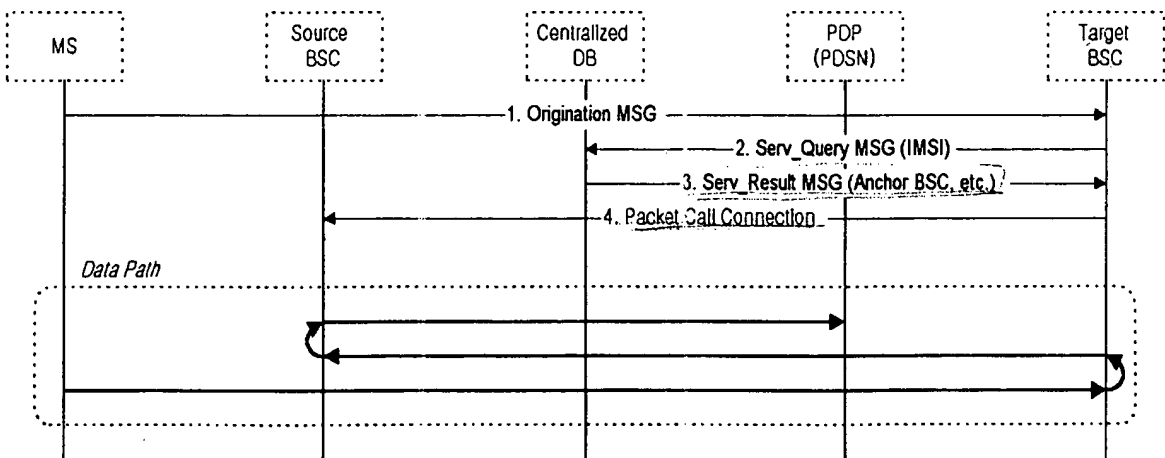 MS
Source
BSC
Centralized
DB
PDP
(PDSN)
Target
BSC
1. Origination MSG
2. Serv_Query MSG (IMSI)
3. Serv_Result MSG (Anchor BSC, etc.)
4. Packet Call Connection
Data Path